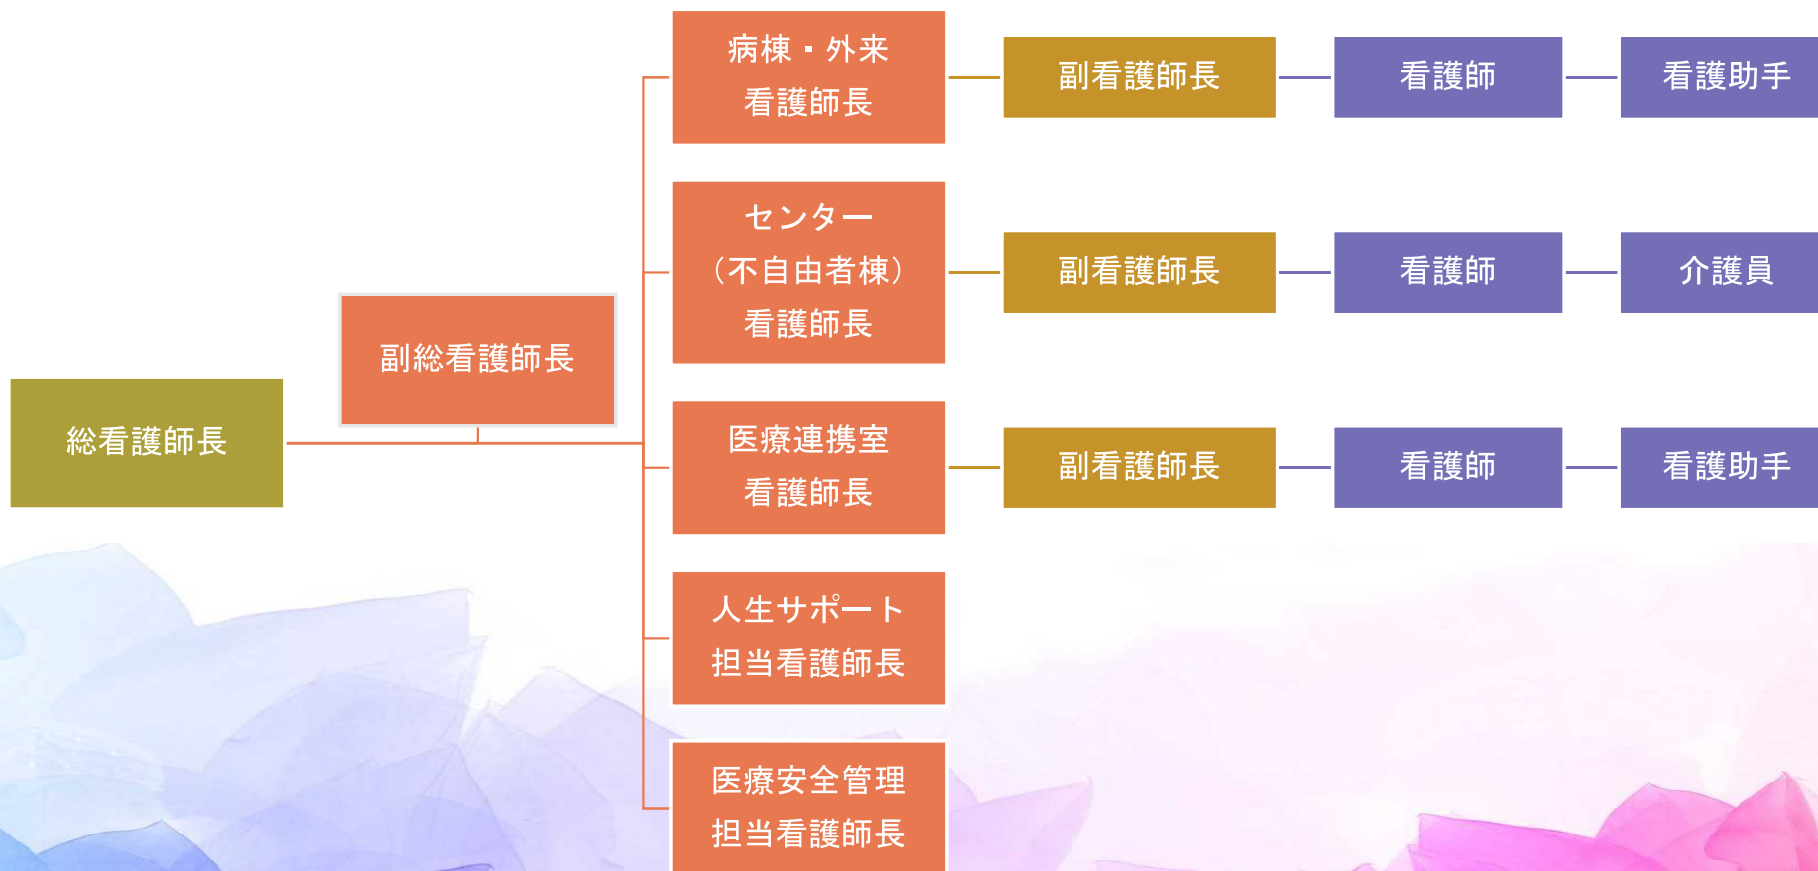 総看護師長
副総看護師長
病棟・外来
看護師長
副看護師長
看護師
看護助手
センター
（不自由者棟）
看護師長
副看護師長
看護師
介護員
医療連携室
看護師長
副看護師長
看護師
看護助手
人生サポート
担当看護師長
医療安全管理
担当看護師長